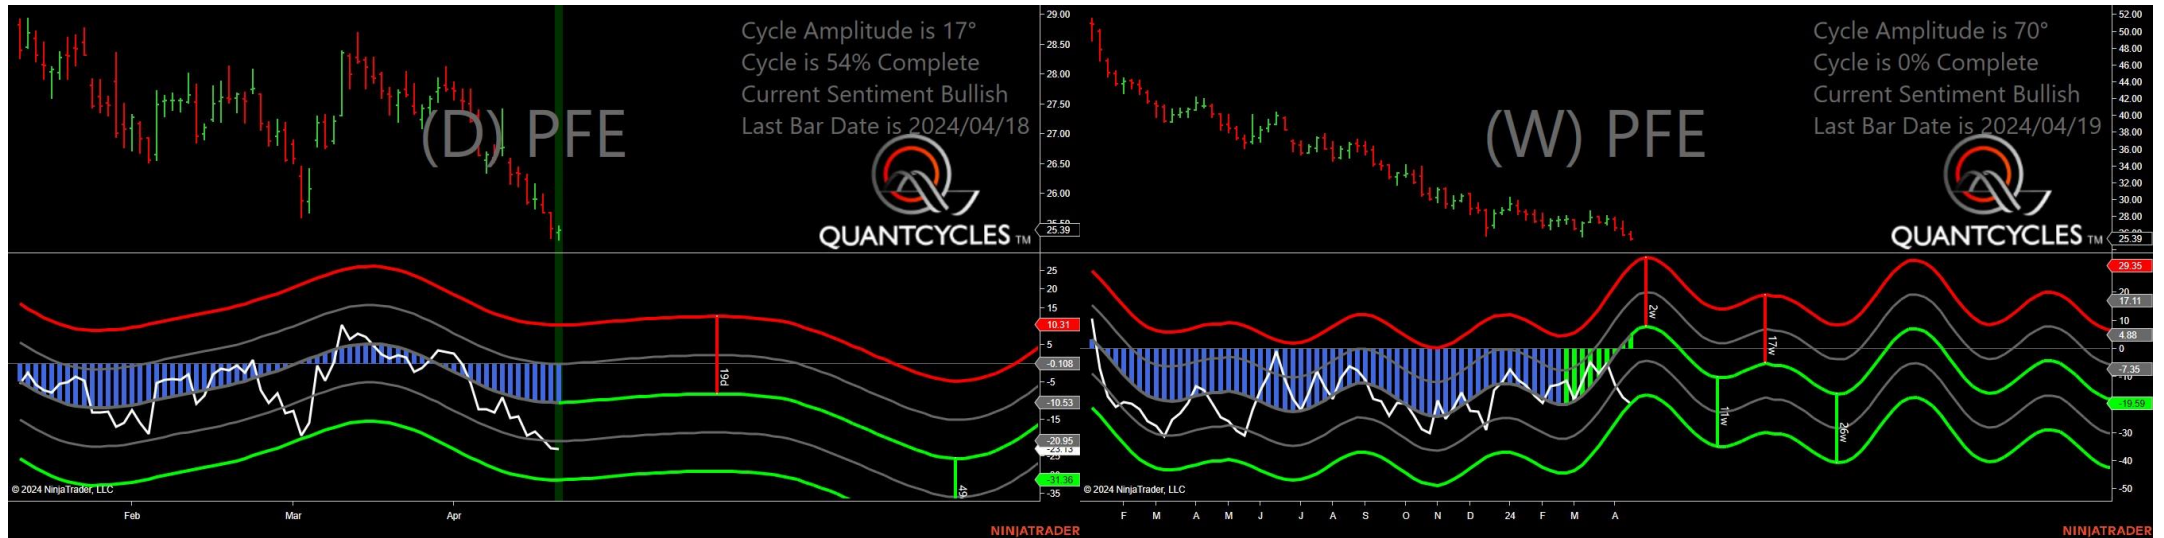 Cycle Amplitude is 17°
Cycle is 54% Complete
Current Sentiment Bullish
Last Bar Date is 2024/04/18
(D) PFE
QUANTCYCLES TM
29.00
28.50
28.00
27.50
27.00
26.50
26.00
25.39
25
20
15
10.31
5
-0.108
-5
-10.53
-15
-20.95
-23.13
-31.36
-35
19d
49
© 2024 NinjaTrader, LLC
Feb Mar Apr
NINJATRADER
Cycle Amplitude is 70°
Cycle is 0% Complete
Current Sentiment Bullish
Last Bar Date is 2024/04/19
(W) PFE
QUANTCYCLES TM
52.00
50.00
48.00
46.00
44.00
42.00
40.00
38.00
36.00
34.00
32.00
30.00
28.00
25.39
29.35
20
17.11
10
4.88
0
-7.35
-19.59
-30
-40
-50
2w
17w
11w
26w
© 2024 NinjaTrader, LLC
F M A M J J A S O N D 24 F M A
NINJATRADER